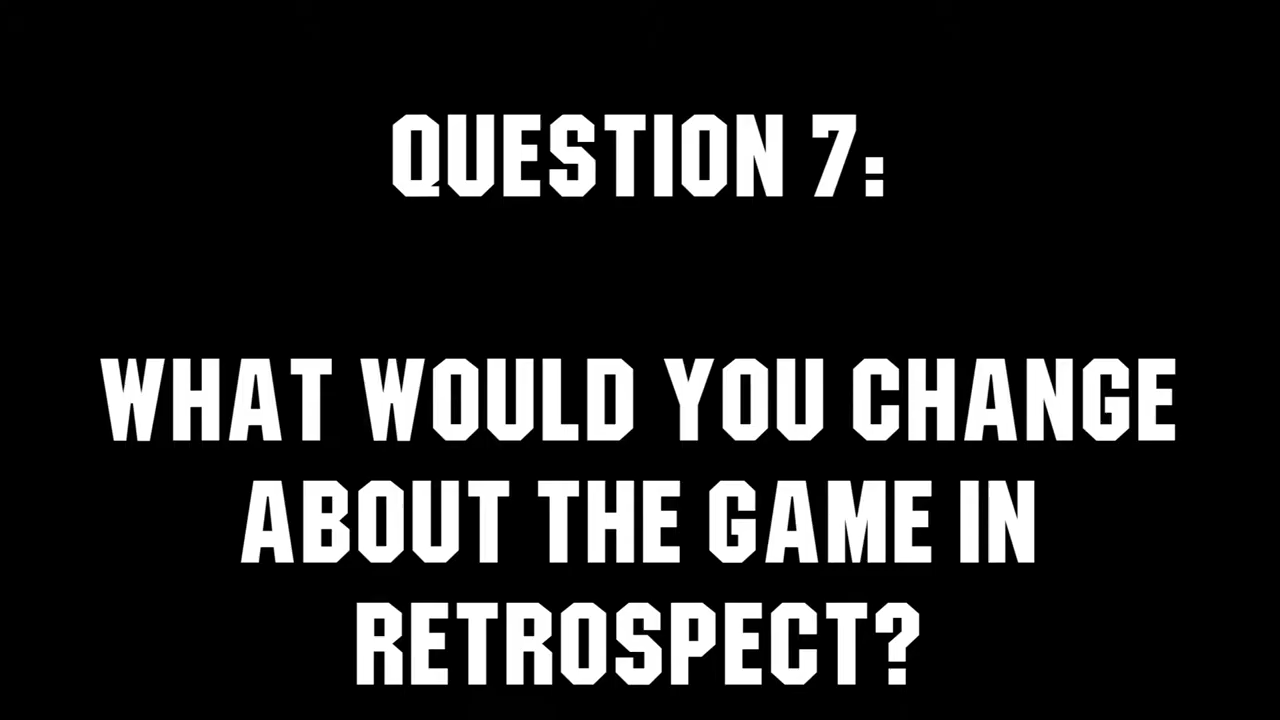 QUESTION 7:
WHAT WOULD YOU CHANGE
ABOUT THE GAME IN
RETROSPECT?